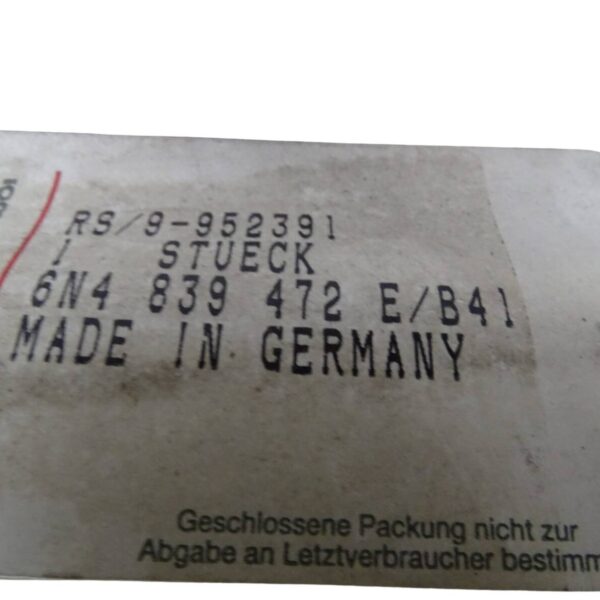 RS/9-952391
1 STUECK
6N4 839 472 E/B41
MADE IN GERMANY
Geschlossene Packung nicht zur
Abgabe an Letztverbraucher bestimm